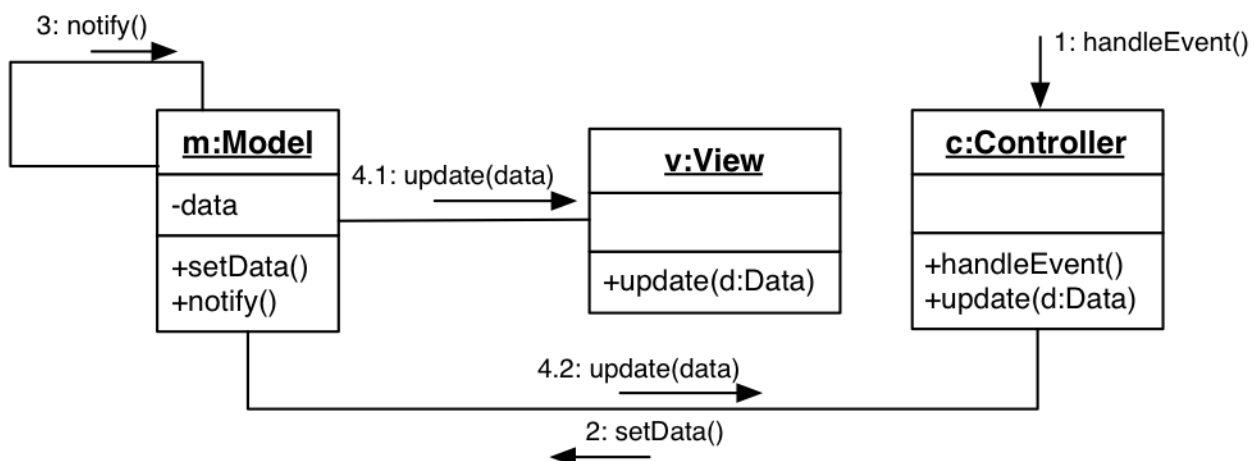 3: notify()
1: handleEvent()
m:Model
-data
+setData()
+notify()
4.1: update(data)
v:View
+update(d:Data)
c:Controller
+handleEvent()
+update(d:Data)
4.2: update(data)
2: setData()